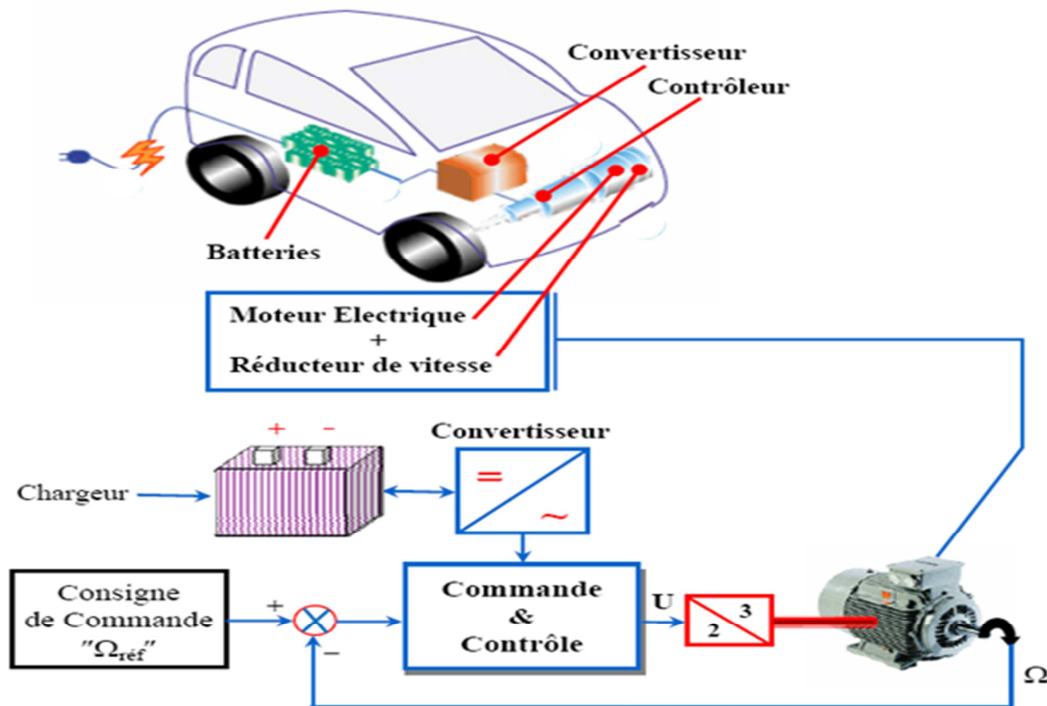 Convertisseur
Contrôleur
Batteries
Moteur Electrique
+
Réducteur de vitesse
+ -
Convertisseur
Chargeur
=
~
Consigne
de Commande
"Ωréf"
+
−
Commande
&
Contrôle
U
3
2
Ω